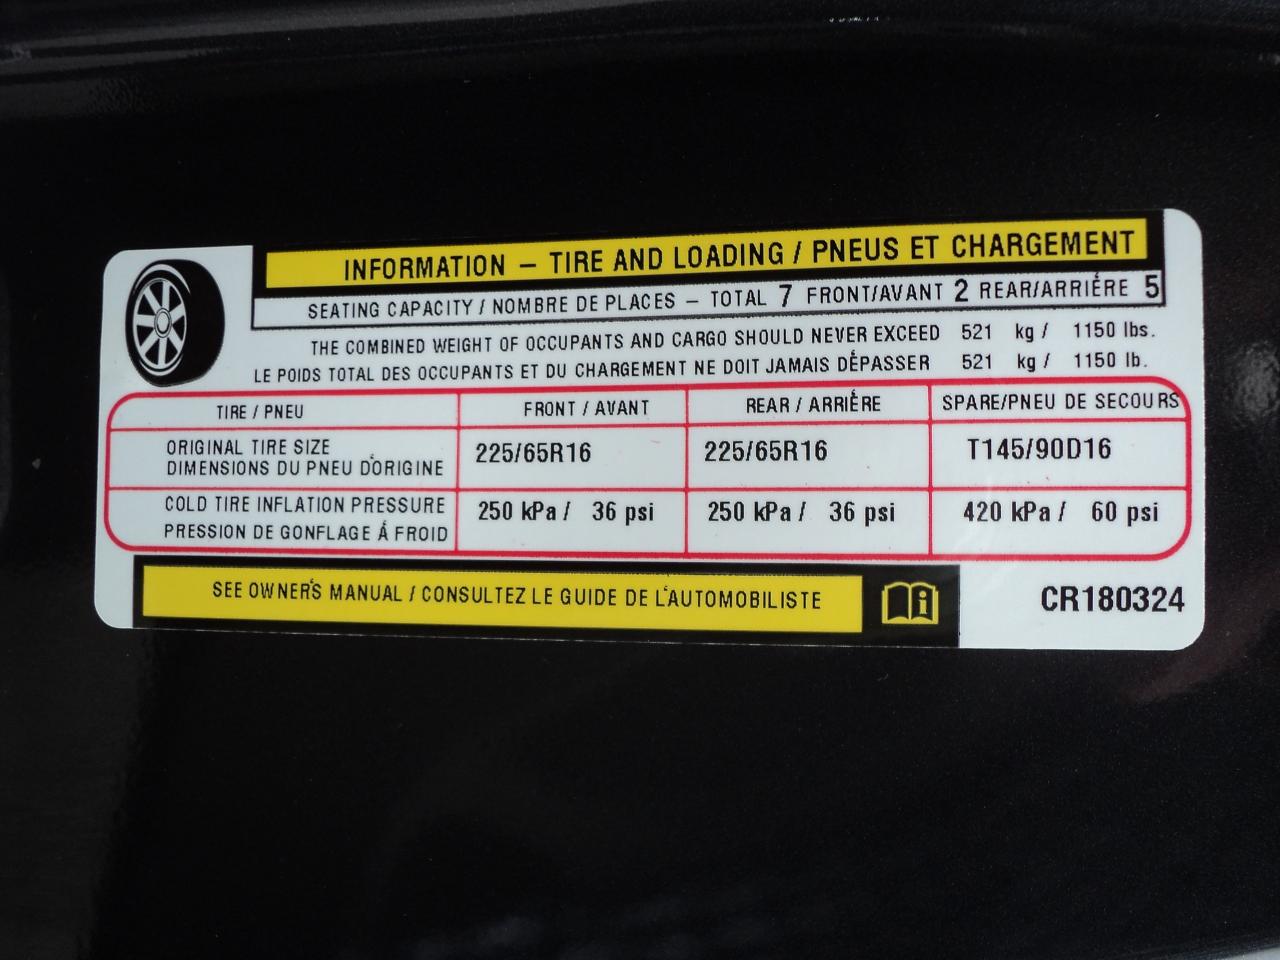 INFORMATION – TIRE AND LOADING / PNEUS ET CHARGEMENT
SEATING CAPACITY / NOMBRE DE PLACES – TOTAL 7 FRONT/AVANT 2 REAR/ARRIÉRE 5
THE COMBINED WEIGHT OF OCCUPANTS AND CARGO SHOULD NEVER EXCEED 521 kg / 1150 lbs.
LE POIDS TOTAL DES OCCUPANTS ET DU CHARGEMENT NE DOIT JAMAIS DÉPASSER 521 kg / 1150 lb.
TIRE / PNEU FRONT / AVANT REAR / ARRIÉRE SPARE/PNEU DE SECOURS
ORIGINAL TIRE SIZE
DIMENSIONS DU PNEU D'ORIGINE 225/65R16 225/65R16 T145/90D16
COLD TIRE INFLATION PRESSURE
PRESSION DE GONFLAGE Á FROID 250 kPa / 36 psi 250 kPa / 36 psi 420 kPa / 60 psi
SEE OWNER'S MANUAL / CONSULTEZ LE GUIDE DE L'AUTOMOBILISTE
CR180324